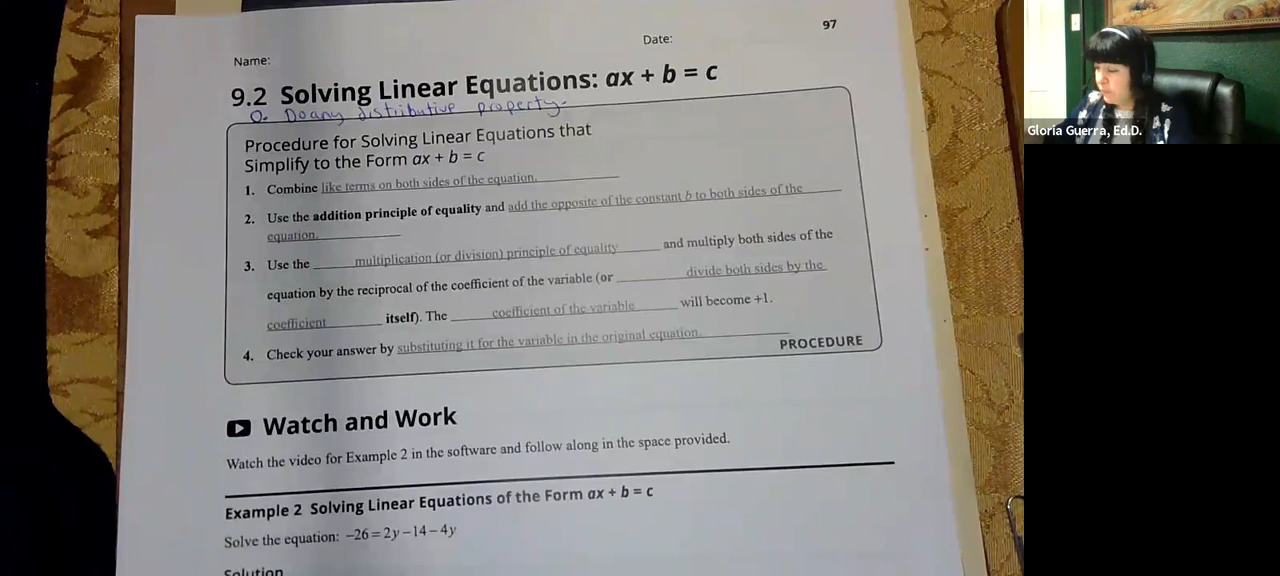 97
Name:
Date:
9.2 Solving Linear Equations: ax + b = c
0. Do any distributive property.
Procedure for Solving Linear Equations that
Simplify to the Form ax + b = c
1. Combine like terms on both sides of the equation.
2. Use the addition principle of equality and add the opposite of the constant b to both sides of the
equation.
3. Use the multiplication (or division) principle of equality and multiply both sides of the
equation by the reciprocal of the coefficient of the variable (or divide both sides by the
coefficient itself). The coefficient of the variable will become +1.
4. Check your answer by substituting it for the variable in the original equation.
PROCEDURE
Watch and Work
Watch the video for Example 2 in the software and follow along in the space provided.
Example 2 Solving Linear Equations of the Form ax + b = c
Solve the equation: −26 = 2y − 14 − 4y
Solution
Gloria Guerra, Ed.D.